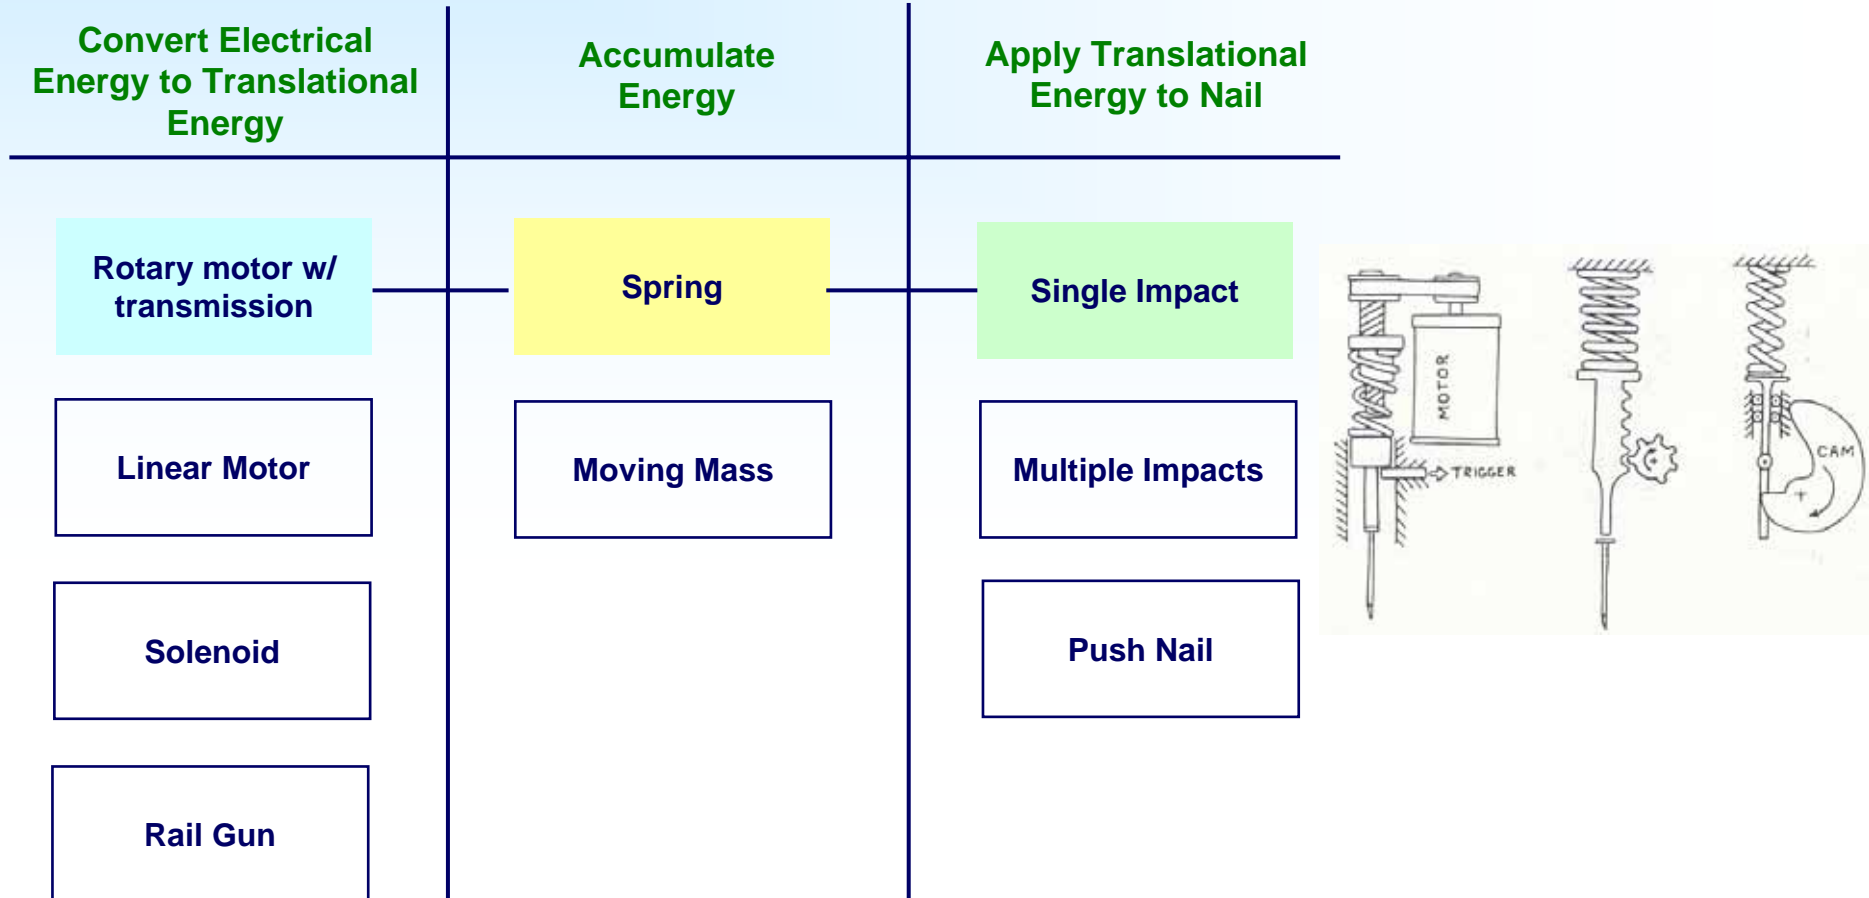 Convert Electrical
Energy to Translational
Energy
Accumulate
Energy
Apply Translational
Energy to Nail
Rotary motor w/
transmission
Spring
Single Impact
Linear Motor
Moving Mass
Multiple Impacts
Solenoid
Push Nail
Rail Gun
MOTOR
TRIGGER
CAM